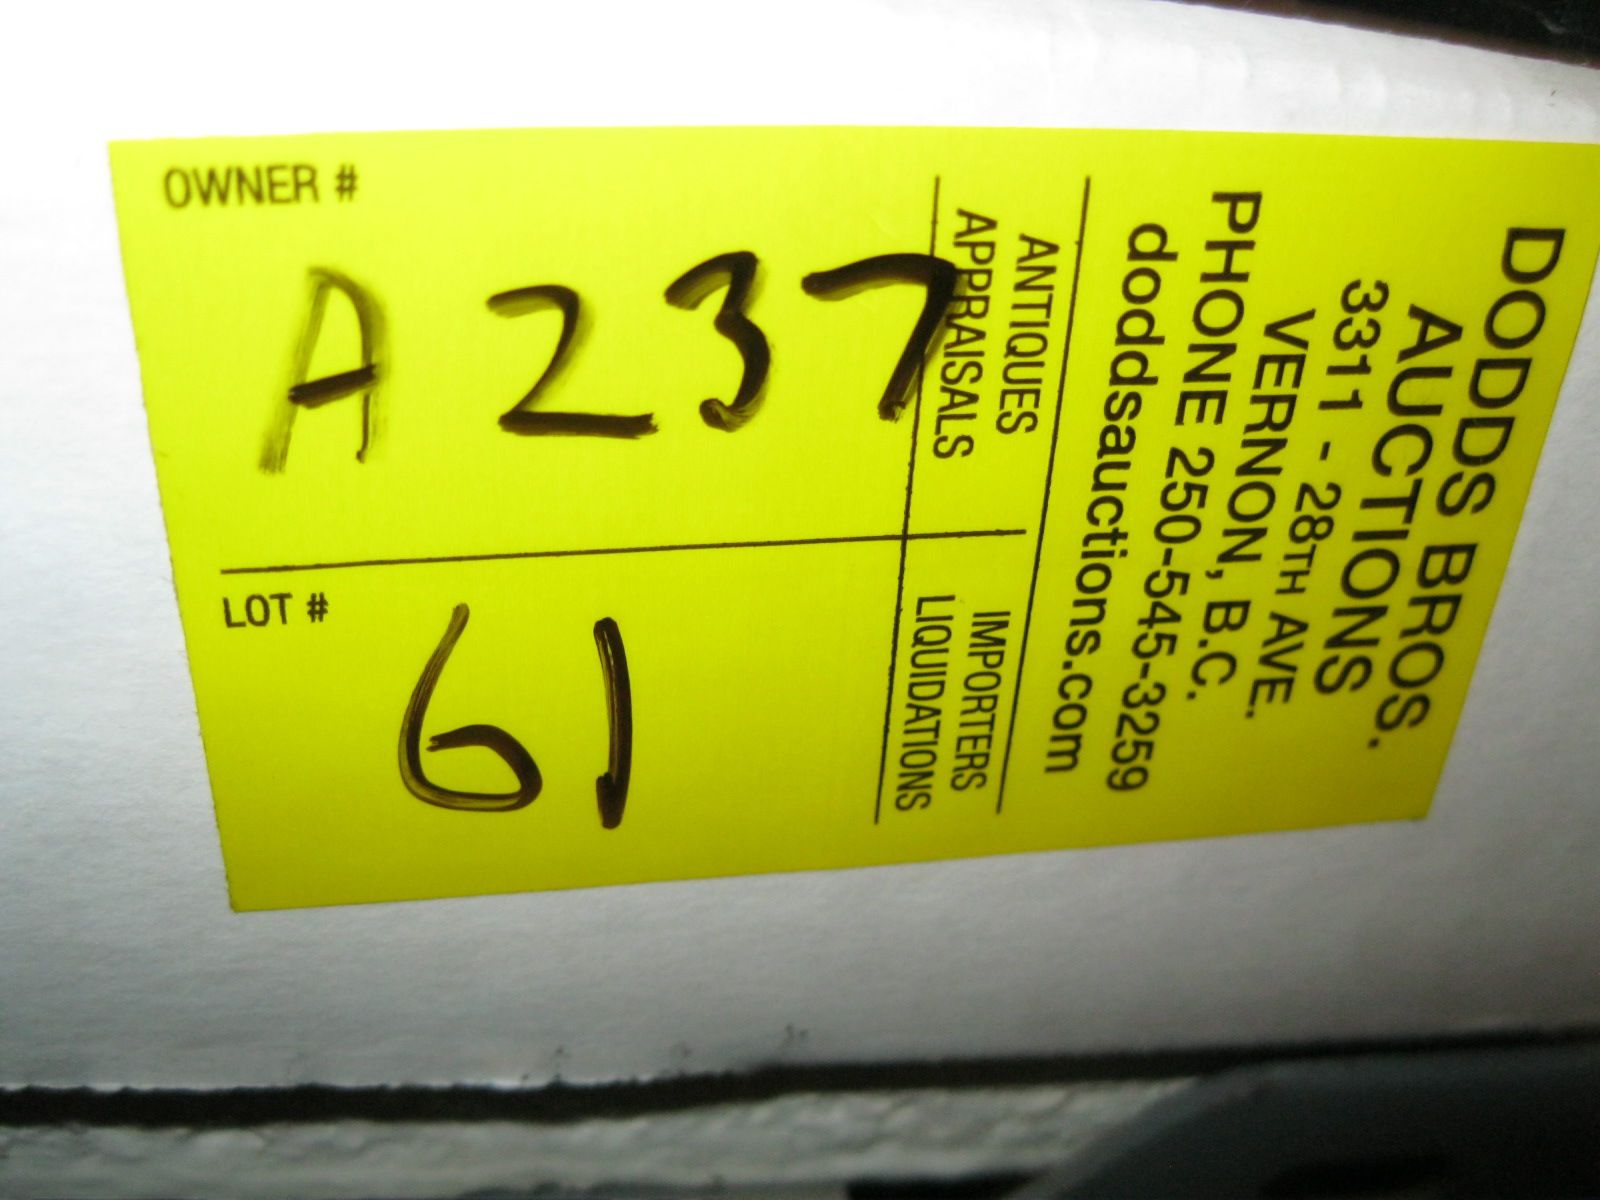 OWNER #
A 237
LOT #
61
ANTIQUES
APPRAISALS
IMPORTERS
LIQUIDATIONS
DODDS BROS.
AUCTIONS
3311 - 28TH AVE.
VERNON, B.C.
PHONE 250-545-3259
doddsauctions.com